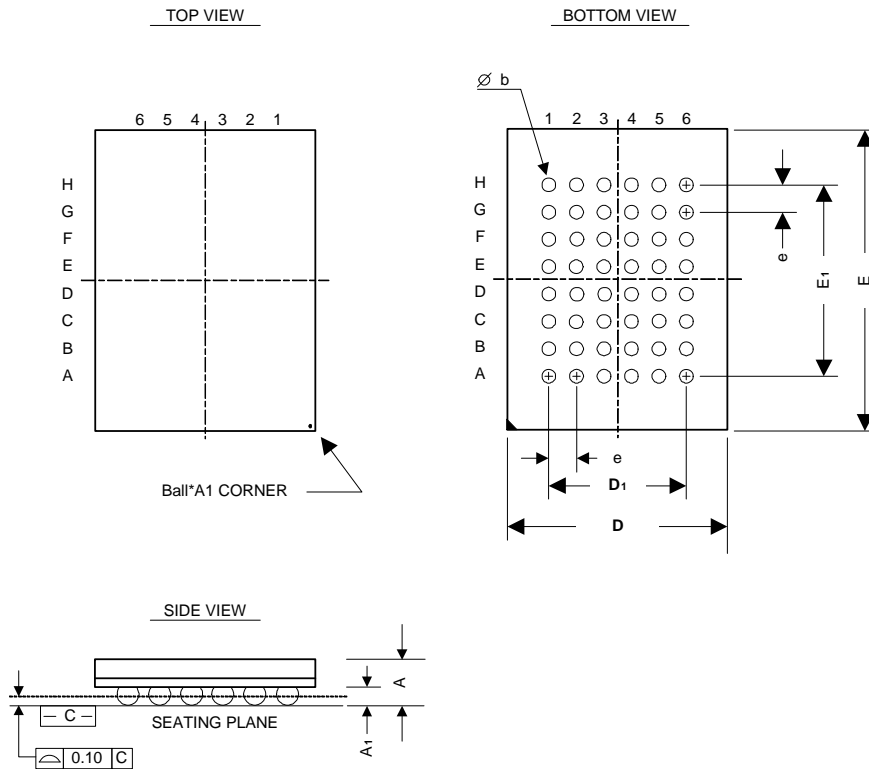 TOP VIEW
6 5 4 3 2 1
H
G
F
E
D
C
B
A
Ball*A1 CORNER
BOTTOM VIEW
Ø b
1 2 3 4 5 6
H
G
F
E
D
C
B
A
e
E1
E
e
D1
D
SIDE VIEW
A
A1
– C –
SEATING PLANE
⌓ 0.10 C